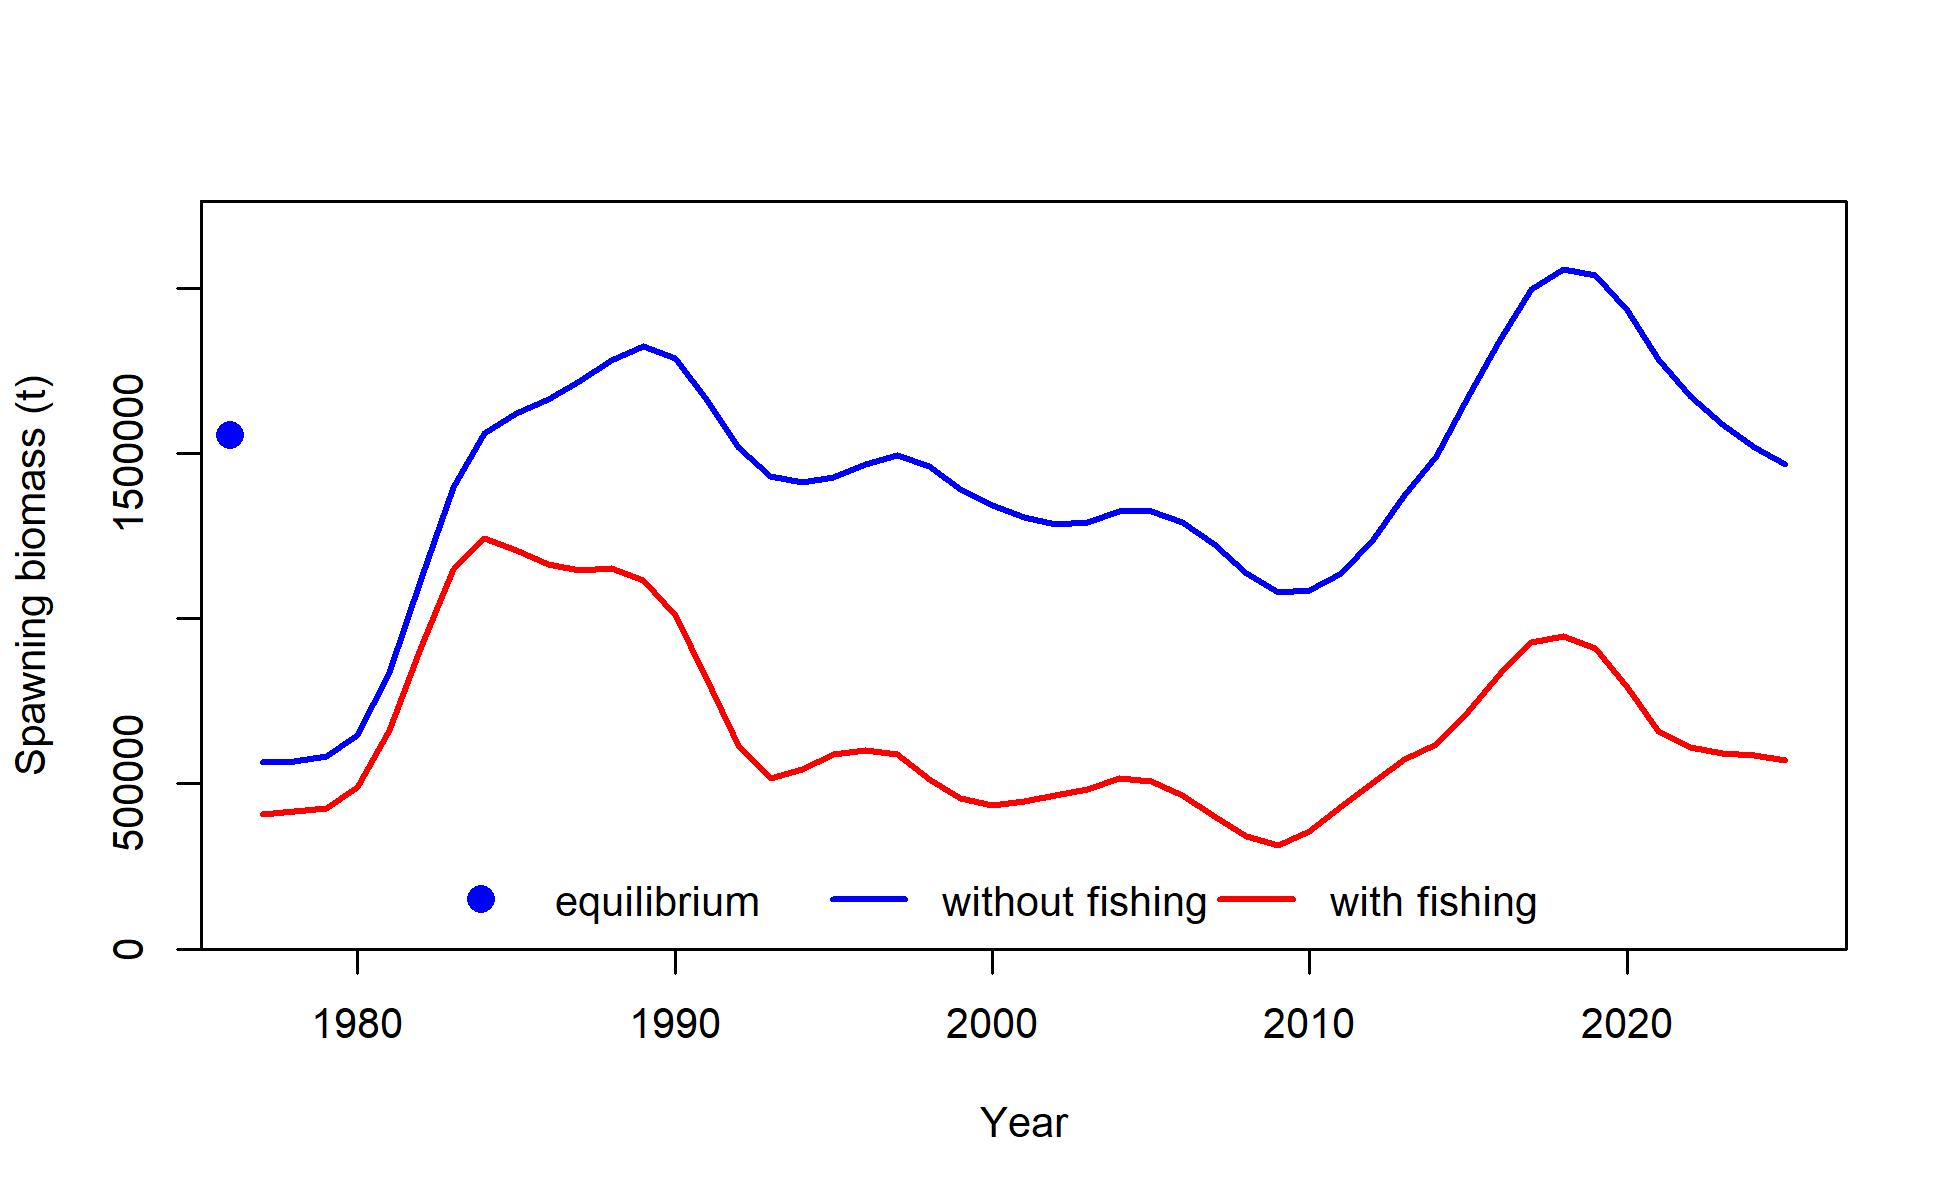 Spawning biomass (t)
1500000
500000
0
equilibrium without fishing with fishing
1980 1990 2000 2010 2020
Year